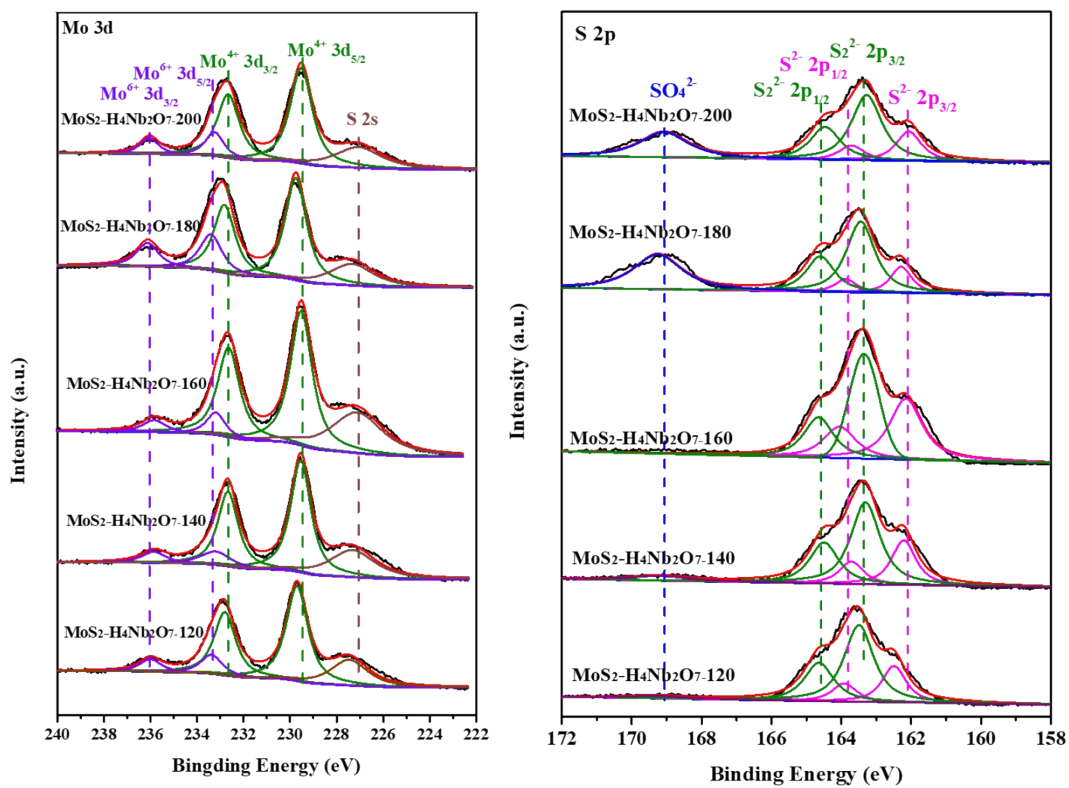 Mo 3d
Mo⁴⁺ 3d₃/₂
Mo⁴⁺ 3d₅/₂
Mo⁶⁺ 3d₅/₂
Mo⁶⁺ 3d₃/₂
S 2s
MoS2-H4Nb2O7-200
MoS2-H4Nb2O7-180
MoS2-H4Nb2O7-160
MoS2-H4Nb2O7-140
MoS2-H4Nb2O7-120
Intensity (a.u.)
240 238 236 234 232 230 228 226 224 222
Bingding Energy (eV)
S 2p
S₂²⁻ 2p₃/₂
S²⁻ 2p₁/₂
SO₄²⁻
S₂²⁻ 2p₁/₂
S²⁻ 2p₃/₂
MoS2-H4Nb2O7-200
MoS2-H4Nb2O7-180
MoS2-H4Nb2O7-160
MoS2-H4Nb2O7-140
MoS2-H4Nb2O7-120
Intensity (a.u.)
172 170 168 166 164 162 160 158
Binding Energy (eV)